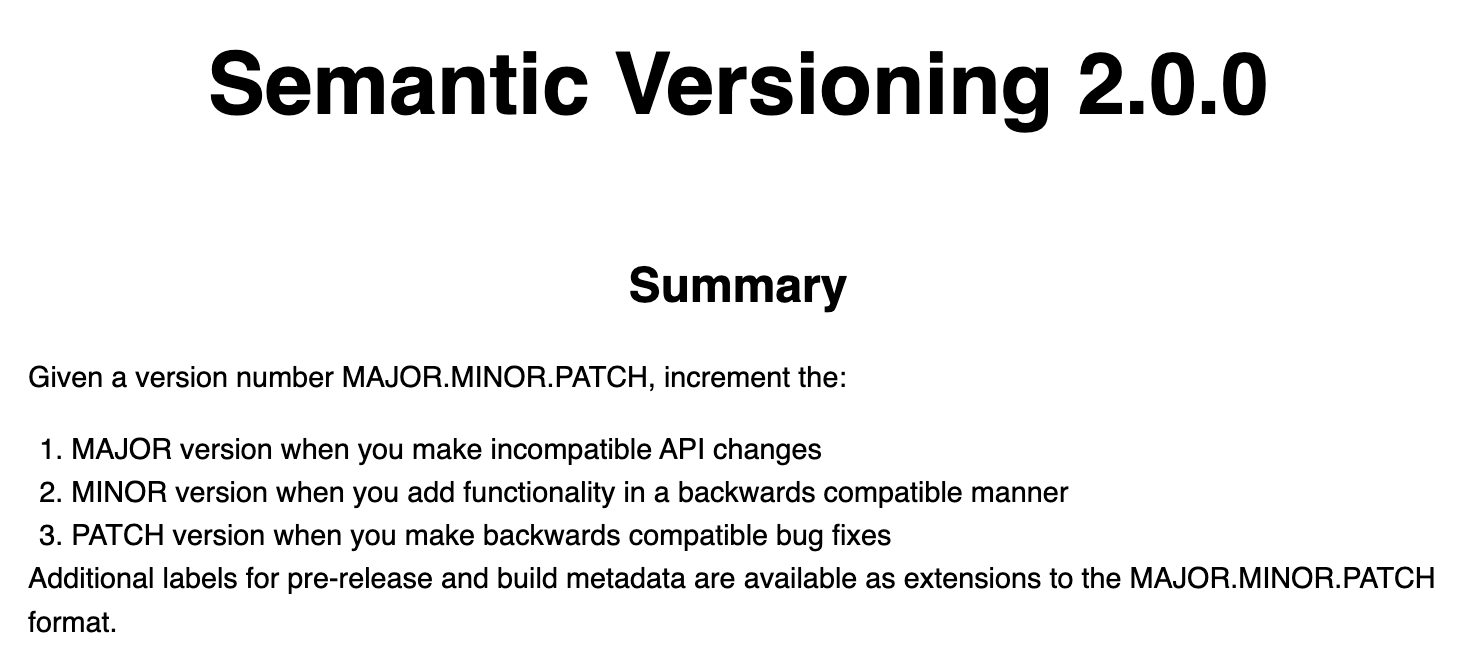 Semantic Versioning 2.0.0
Summary
Given a version number MAJOR.MINOR.PATCH, increment the:
1. MAJOR version when you make incompatible API changes
2. MINOR version when you add functionality in a backwards compatible manner
3. PATCH version when you make backwards compatible bug fixes
Additional labels for pre-release and build metadata are available as extensions to the MAJOR.MINOR.PATCH
format.